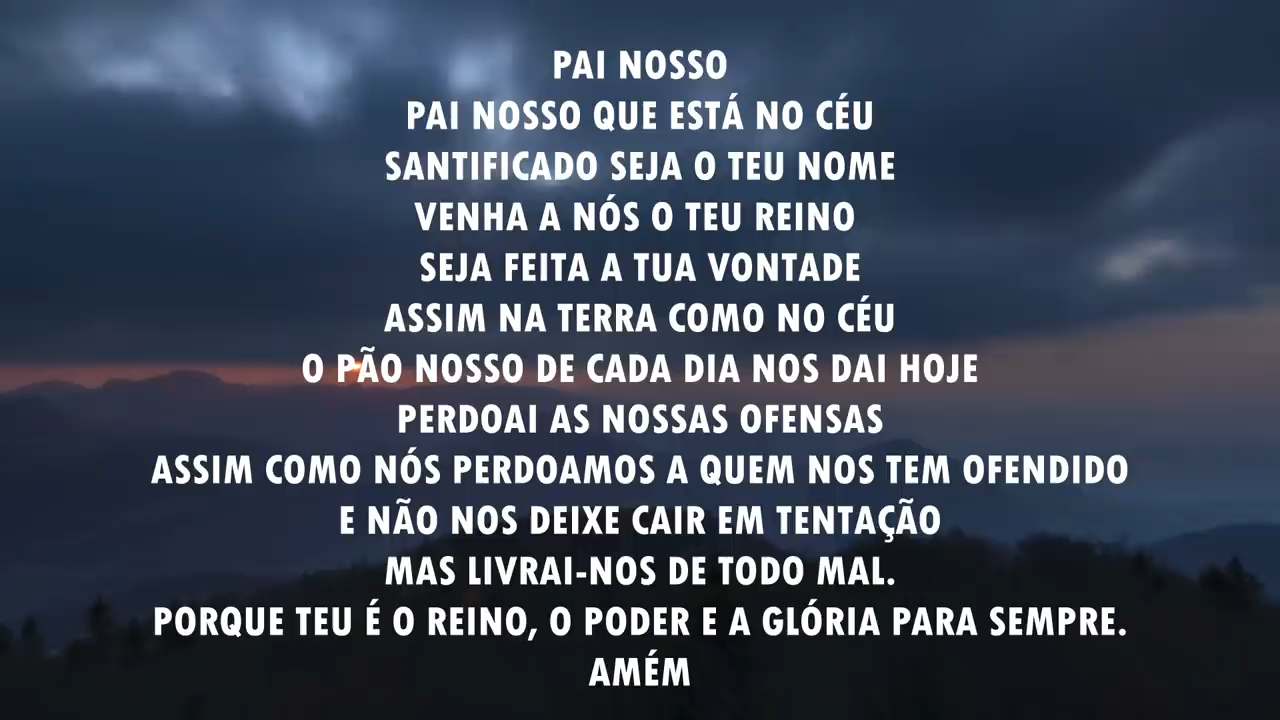 PAI NOSSO
PAI NOSSO QUE ESTÁ NO CÉU
SANTIFICADO SEJA O TEU NOME
VENHA A NÓS O TEU REINO
SEJA FEITA A TUA VONTADE
ASSIM NA TERRA COMO NO CÉU
O PÃO NOSSO DE CADA DIA NOS DAI HOJE
PERDOAI AS NOSSAS OFENSAS
ASSIM COMO NÓS PERDOAMOS A QUEM NOS TEM OFENDIDO
E NÃO NOS DEIXE CAIR EM TENTAÇÃO
MAS LIVRAI-NOS DE TODO MAL.
PORQUE TEU É O REINO, O PODER E A GLÓRIA PARA SEMPRE.
AMÉM